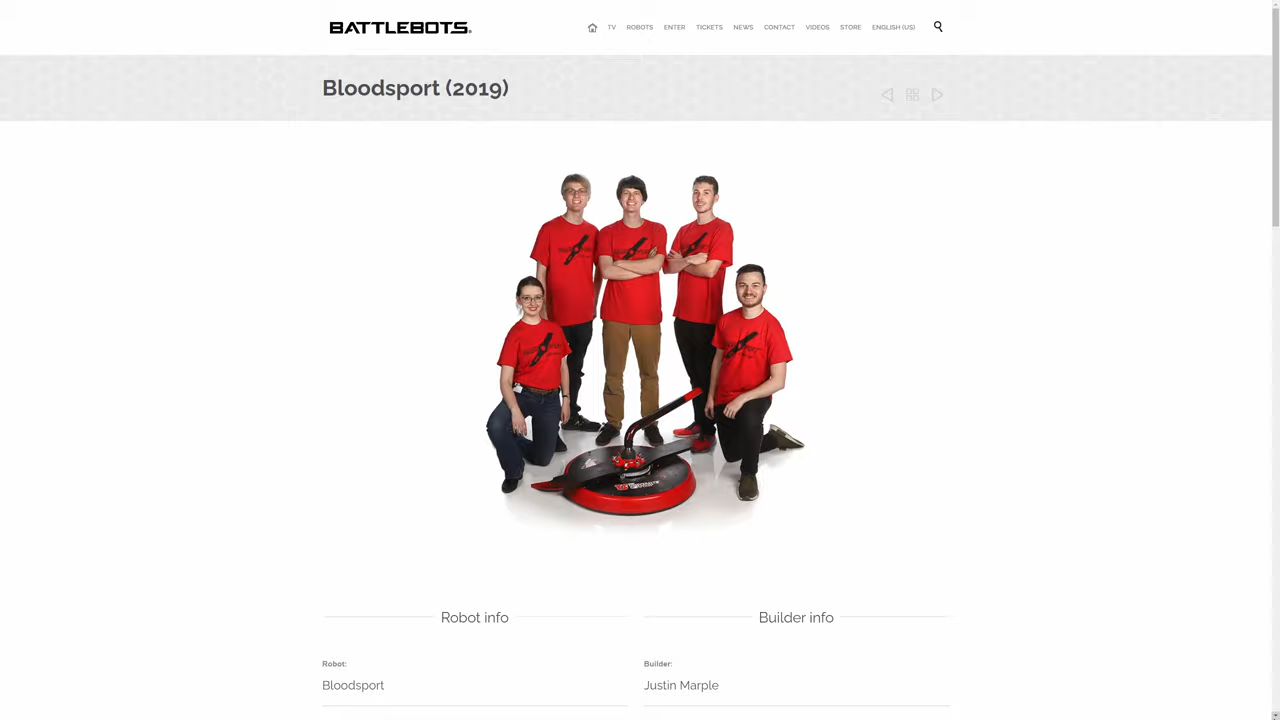 BATTLEBOTS
TV ROBOTS ENTER TICKETS NEWS CONTACT VIDEOS STORE ENGLISH (US)
Bloodsport (2019)
Robot info
Builder info
Robot:
Bloodsport
Builder:
Justin Marple